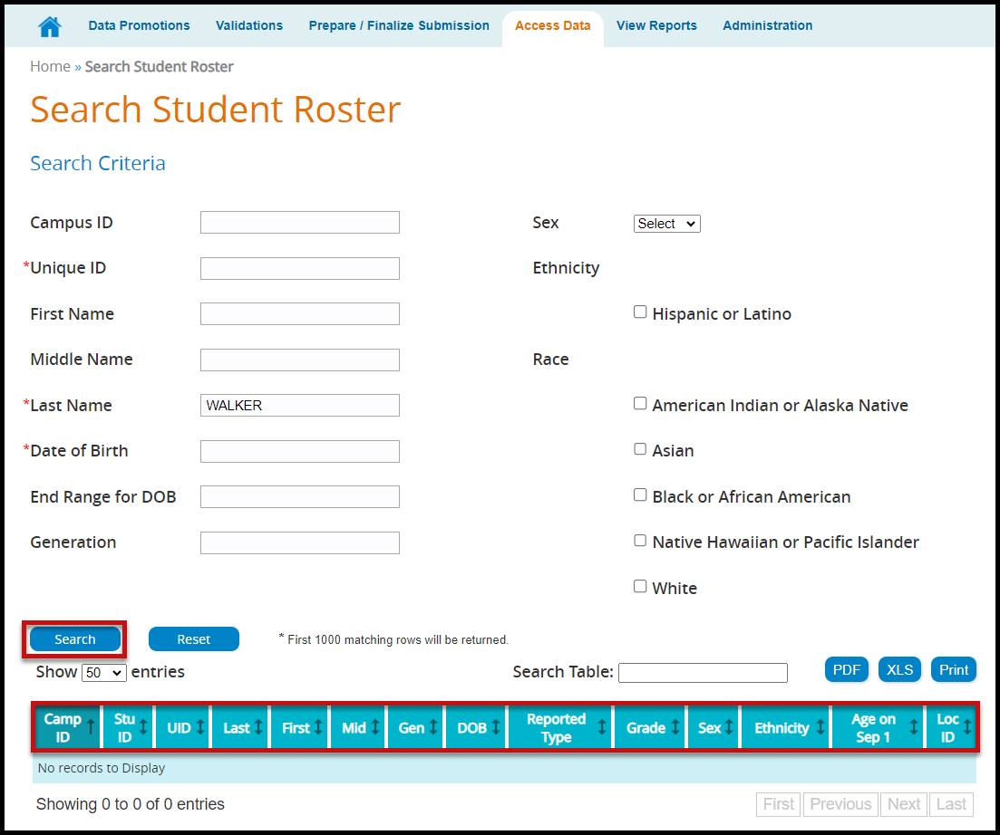 Data Promotions Validations Prepare / Finalize Submission Access Data View Reports Administration
Home » Search Student Roster
Search Student Roster
Search Criteria
Campus ID Sex Select
*Unique ID Ethnicity
First Name Hispanic or Latino
Middle Name Race
*Last Name WALKER American Indian or Alaska Native
*Date of Birth Asian
End Range for DOB Black or African American
Generation Native Hawaiian or Pacific Islander
White
Search Reset * First 1000 matching rows will be returned.
Show 50 entries Search Table: PDF XLS Print
Camp ID Stu ID UID Last First Mid Gen DOB Reported Type Grade Sex Ethnicity Age on Sep 1 Loc ID
No records to Display
Showing 0 to 0 of 0 entries First Previous Next Last